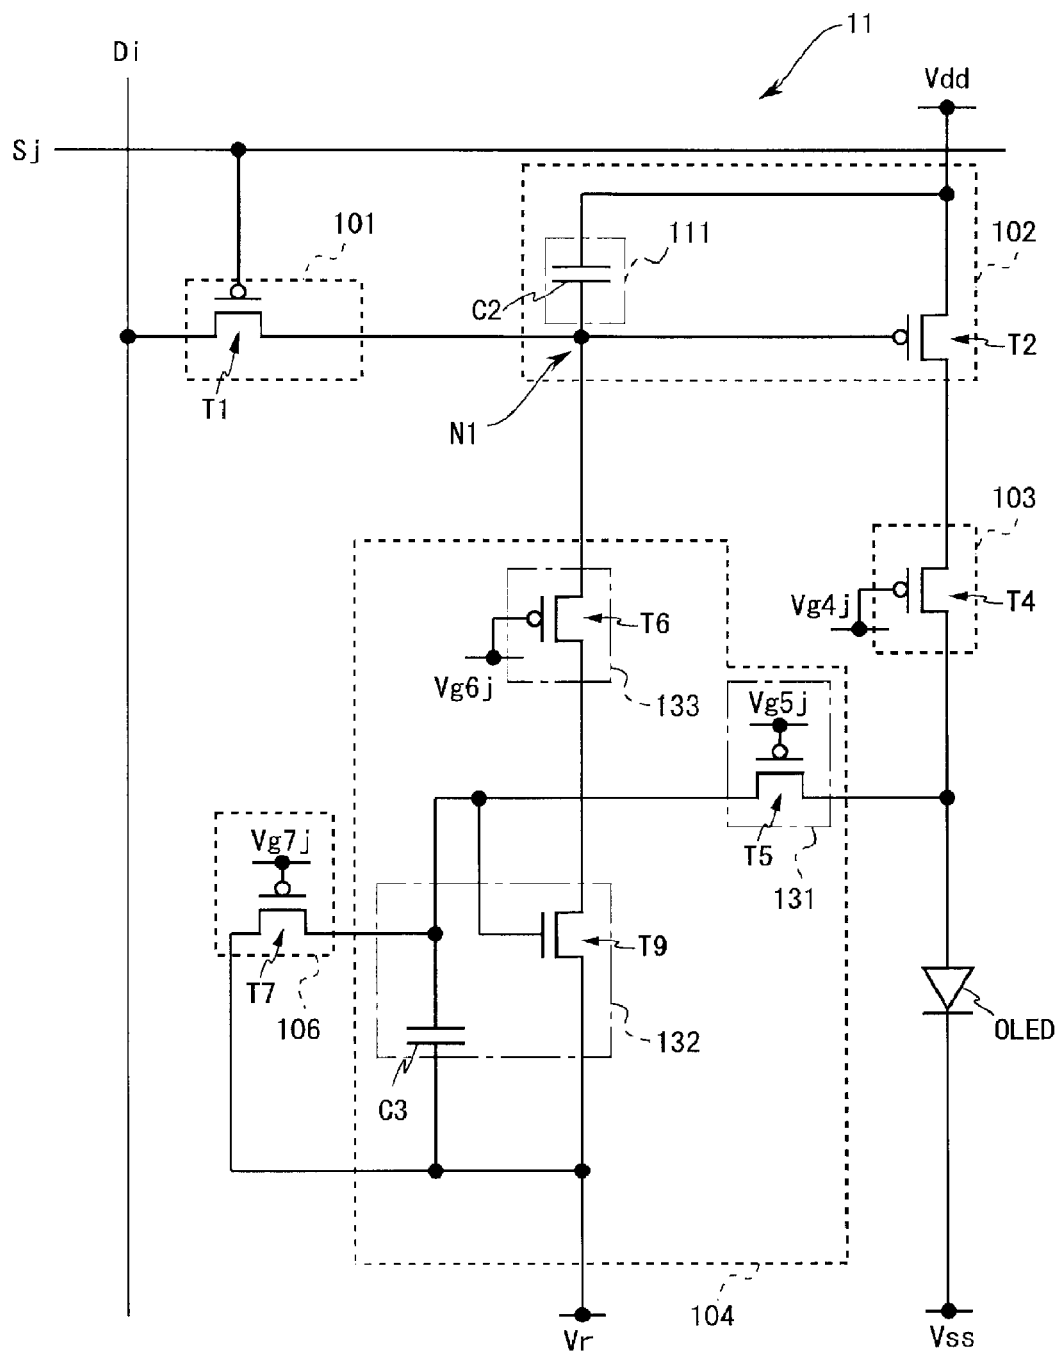 11
Di
Vdd
Sj
101
111
102
C2
T2
T1
N1
103
Vg4j
T4
T6
Vg6j
133
Vg5j
Vg7j
T5
131
T9
T7
106
132
OLED
C3
104
Vr
Vss